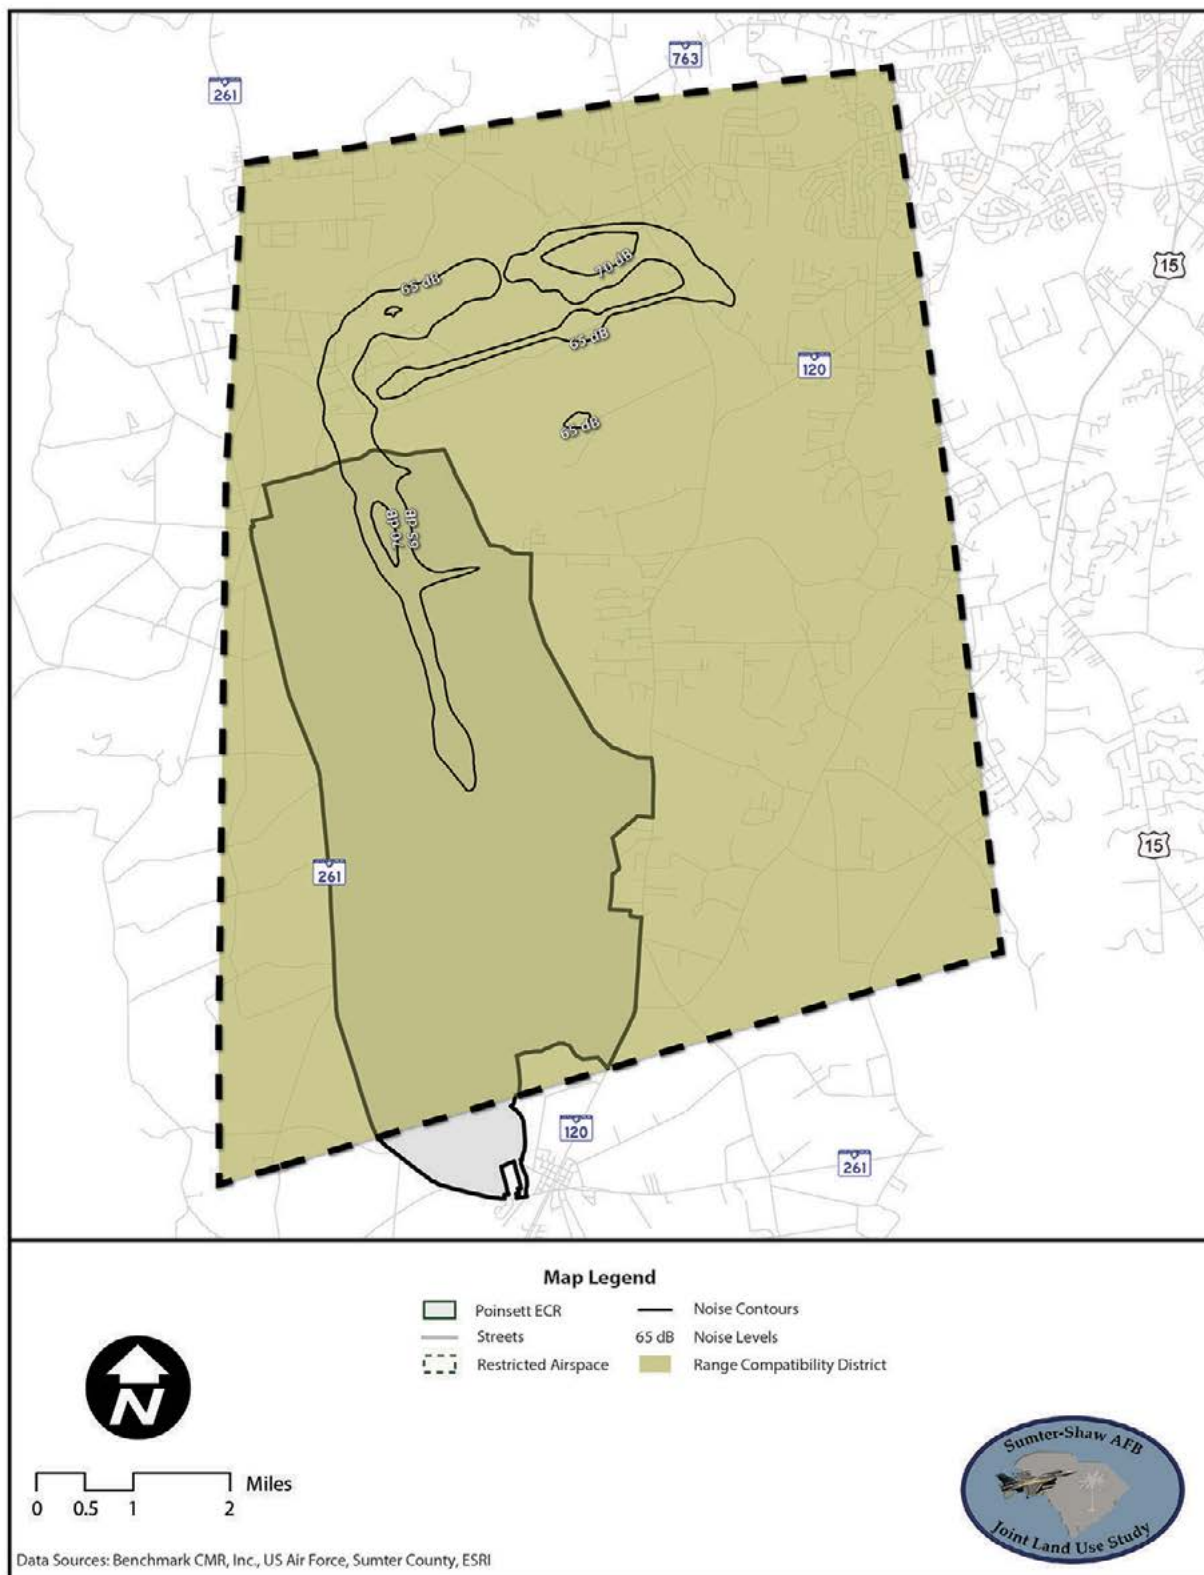 763
261
15
65 dB
70 dB
65 dB
120
65 dB
70 dB
65 dB
15
261
120
261
Map Legend
Poinsett ECR
Noise Contours
Streets
65 dB Noise Levels
Restricted Airspace
Range Compatibility District
N
0 0.5 1 2 Miles
Sumter-Shaw AFB
Joint Land Use Study
Data Sources: Benchmark CMR, Inc., US Air Force, Sumter County, ESRI